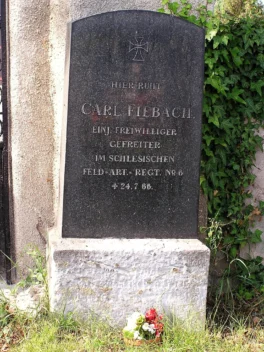 HIER RUHT
CARL FIEBACH
EINJ. FREIWILLIGER
GEFREITER
IM SCHLESISCHEN
FELD-ART-REGT. No 6
✝ 24.7.66.